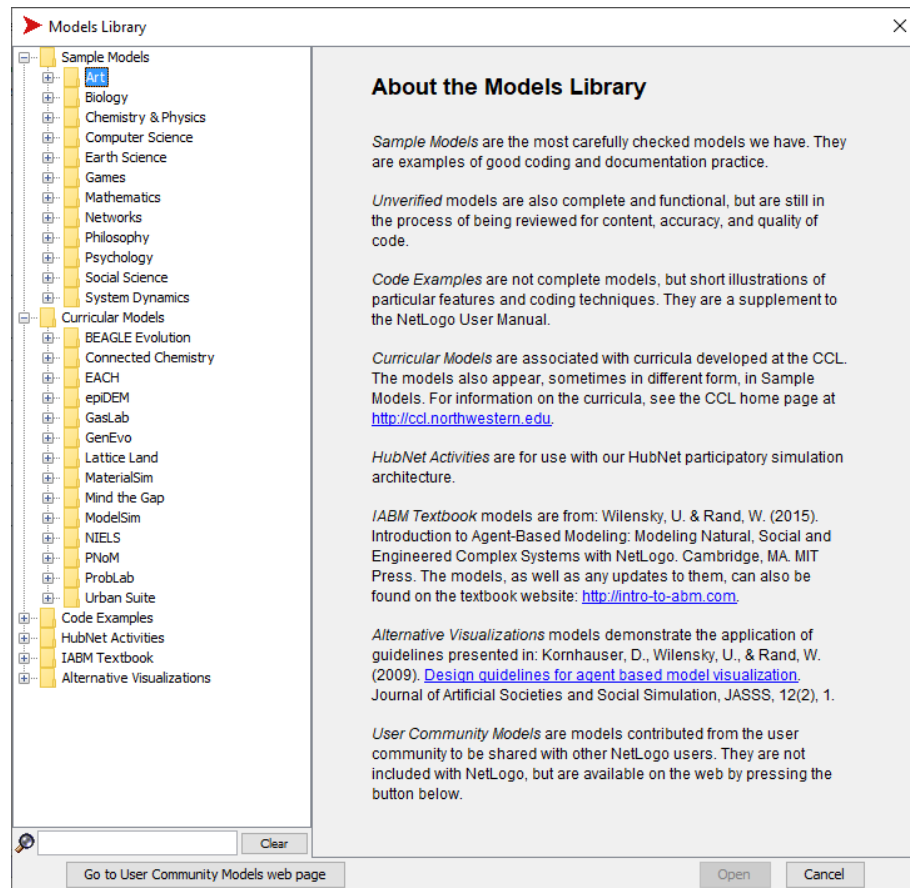 Models Library
Sample Models
Art
Biology
Chemistry & Physics
Computer Science
Earth Science
Games
Mathematics
Networks
Philosophy
Psychology
Social Science
System Dynamics
Curricular Models
BEAGLE Evolution
Connected Chemistry
EACH
epiDEM
GasLab
GenEvo
Lattice Land
MaterialSim
Mind the Gap
ModelSim
NIELS
PNoM
ProbLab
Urban Suite
Code Examples
HubNet Activities
IABM Textbook
Alternative Visualizations
Clear
About the Models Library
Sample Models are the most carefully checked models we have. They
are examples of good coding and documentation practice.
Unverified models are also complete and functional, but are still in
the process of being reviewed for content, accuracy, and quality of
code.
Code Examples are not complete models, but short illustrations of
particular features and coding techniques. They are a supplement to
the NetLogo User Manual.
Curricular Models are associated with curricula developed at the CCL.
The models also appear, sometimes in different form, in Sample
Models. For information on the curricula, see the CCL home page at
http://ccl.northwestern.edu.
HubNet Activities are for use with our HubNet participatory simulation
architecture.
IABM Textbook models are from: Wilensky, U. & Rand, W. (2015).
Introduction to Agent-Based Modeling: Modeling Natural, Social and
Engineered Complex Systems with NetLogo. Cambridge, MA. MIT
Press. The models, as well as any updates to them, can also be
found on the textbook website: http://intro-to-abm.com.
Alternative Visualizations models demonstrate the application of
guidelines presented in: Kornhauser, D., Wilensky, U., & Rand, W.
(2009). Design guidelines for agent based model visualization.
Journal of Artificial Societies and Social Simulation, JASSS, 12(2), 1.
User Community Models are models contributed from the user
community to be shared with other NetLogo users. They are not
included with NetLogo, but are available on the web by pressing the
button below.
Go to User Community Models web page
Open
Cancel